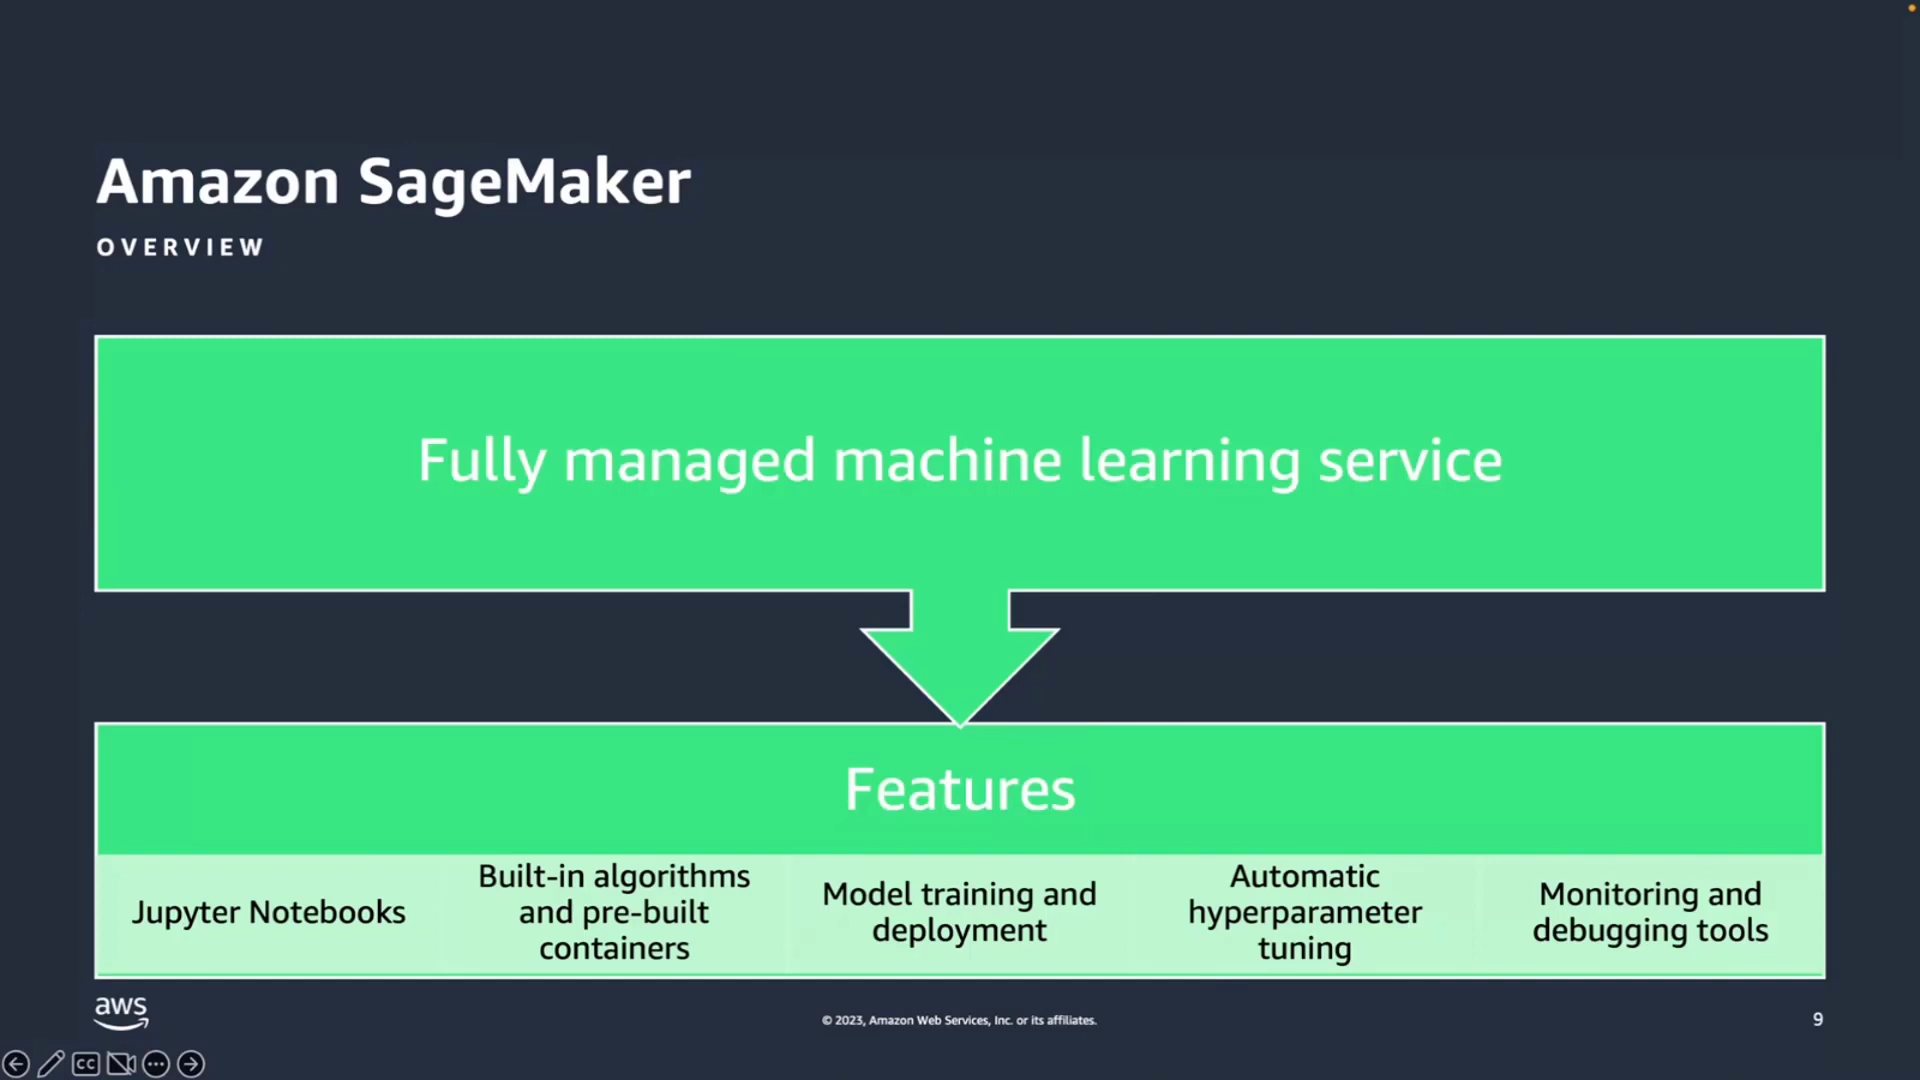 Amazon SageMaker
OVERVIEW
Fully managed machine learning service
Features
Jupyter Notebooks
Built-in algorithms
and pre-built
containers
Model training and
deployment
Automatic
hyperparameter
tuning
Monitoring and
debugging tools
aws
© 2023, Amazon Web Services, Inc. or its affiliates.
9
CC